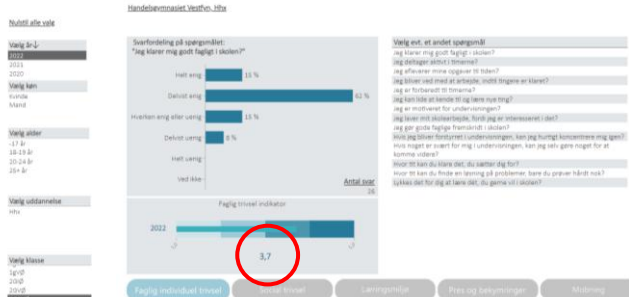 Handelsgymnasiet Vestfyn, Hhx
Nulstil alle valg
Vælg år
2022
2021
2020
Vælg køn
Kvinde
Mand
Vælg alder
-17 år
18-19 år
20-24 år
25+ år
Vælg uddannelse
Hhx
Vælg klasse
1gVØ
20iØ
20VØ
Svarfordeling på spørgsmålet:
"Jeg klarer mig godt fagligt i skolen?"
Helt enig
15 %
Delvist enig
62 %
Hverken enig eller uenig
15 %
Delvist uenig
8 %
Helt uenig
Ved ikke
Antal svar
26
Faglig trivsel indikator
2022
3,7
Vælg evt. et andet spørgsmål
Jeg klarer mig godt fagligt i skolen?
Jeg deltager aktivt i timerne?
Jeg afleverer mine opgaver til tiden?
Jeg bliver ved med at arbejde, indtil tingene er klaret?
Jeg er forberedt til timerne?
Jeg kan lide at kende til og lære nye ting?
Jeg er motiveret for undervisningen?
Jeg laver mit skolearbejde, fordi jeg er interesseret i det?
Jeg gør gode faglige fremskridt i skolen?
Hvis jeg bliver forstyrret i undervisningen, kan jeg hurtigt koncentrere mig igen?
Hvis noget er svært for mig i undervisningen, kan jeg selv gøre noget for at
komme videre?
Hvor tit kan du klare det, du sætter dig for?
Hvor tit kan du finde en løsning på problemer, bare du prøver hårdt nok?
Lykkes det for dig at lære det, du gerne vil i skolen?
Faglig individuel trivsel
Social trivsel
Læringsmiljø
Pres og bekymringer
Mobning